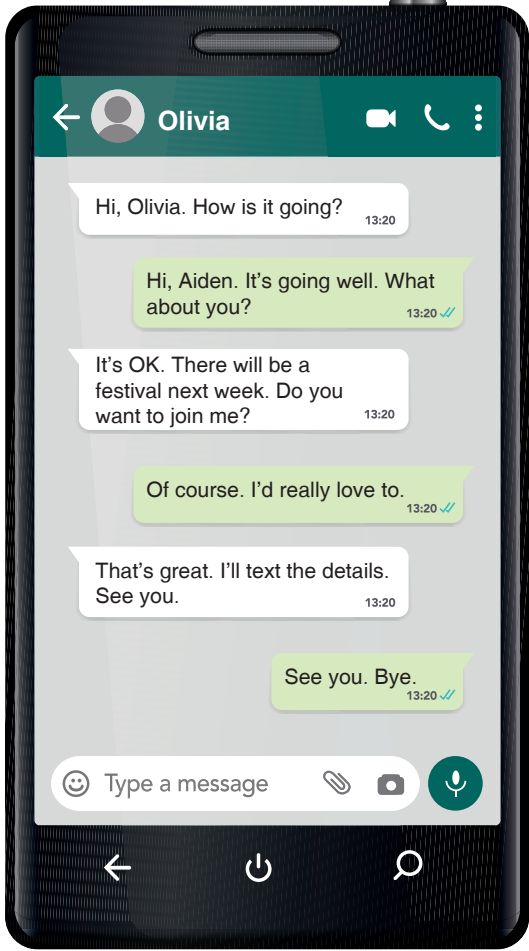 Olivia
Hi, Olivia. How is it going?
13:20
Hi, Aiden. It's going well. What
about you?
13:20
It's OK. There will be a
festival next week. Do you
want to join me?
13:20
Of course. I'd really love to.
13:20
That's great. I'll text the details.
See you.
13:20
See you. Bye.
13:20
Type a message